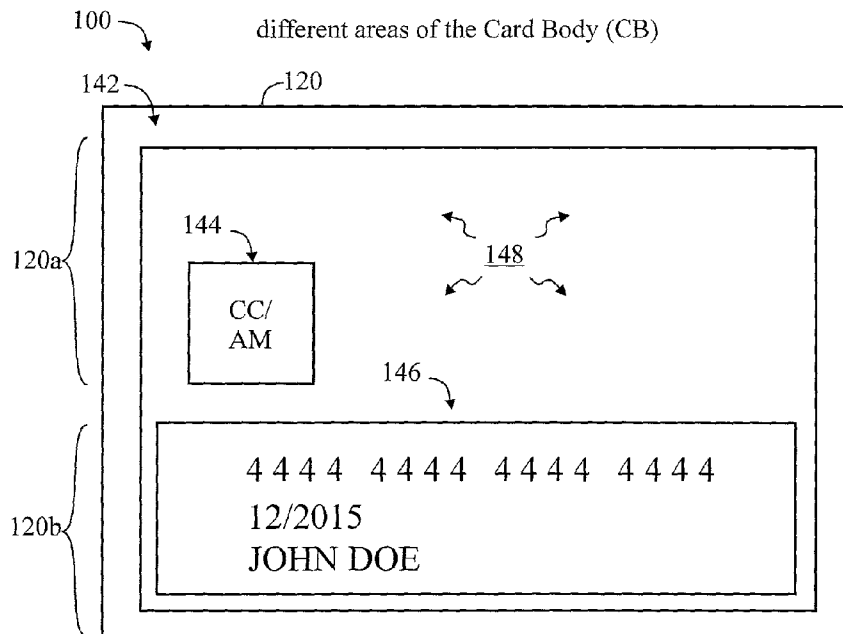 100
different areas of the Card Body (CB)
142
120
144
148
120a
CC/
AM
146
4444 4444 4444 4444
12/2015
120b
JOHN DOE